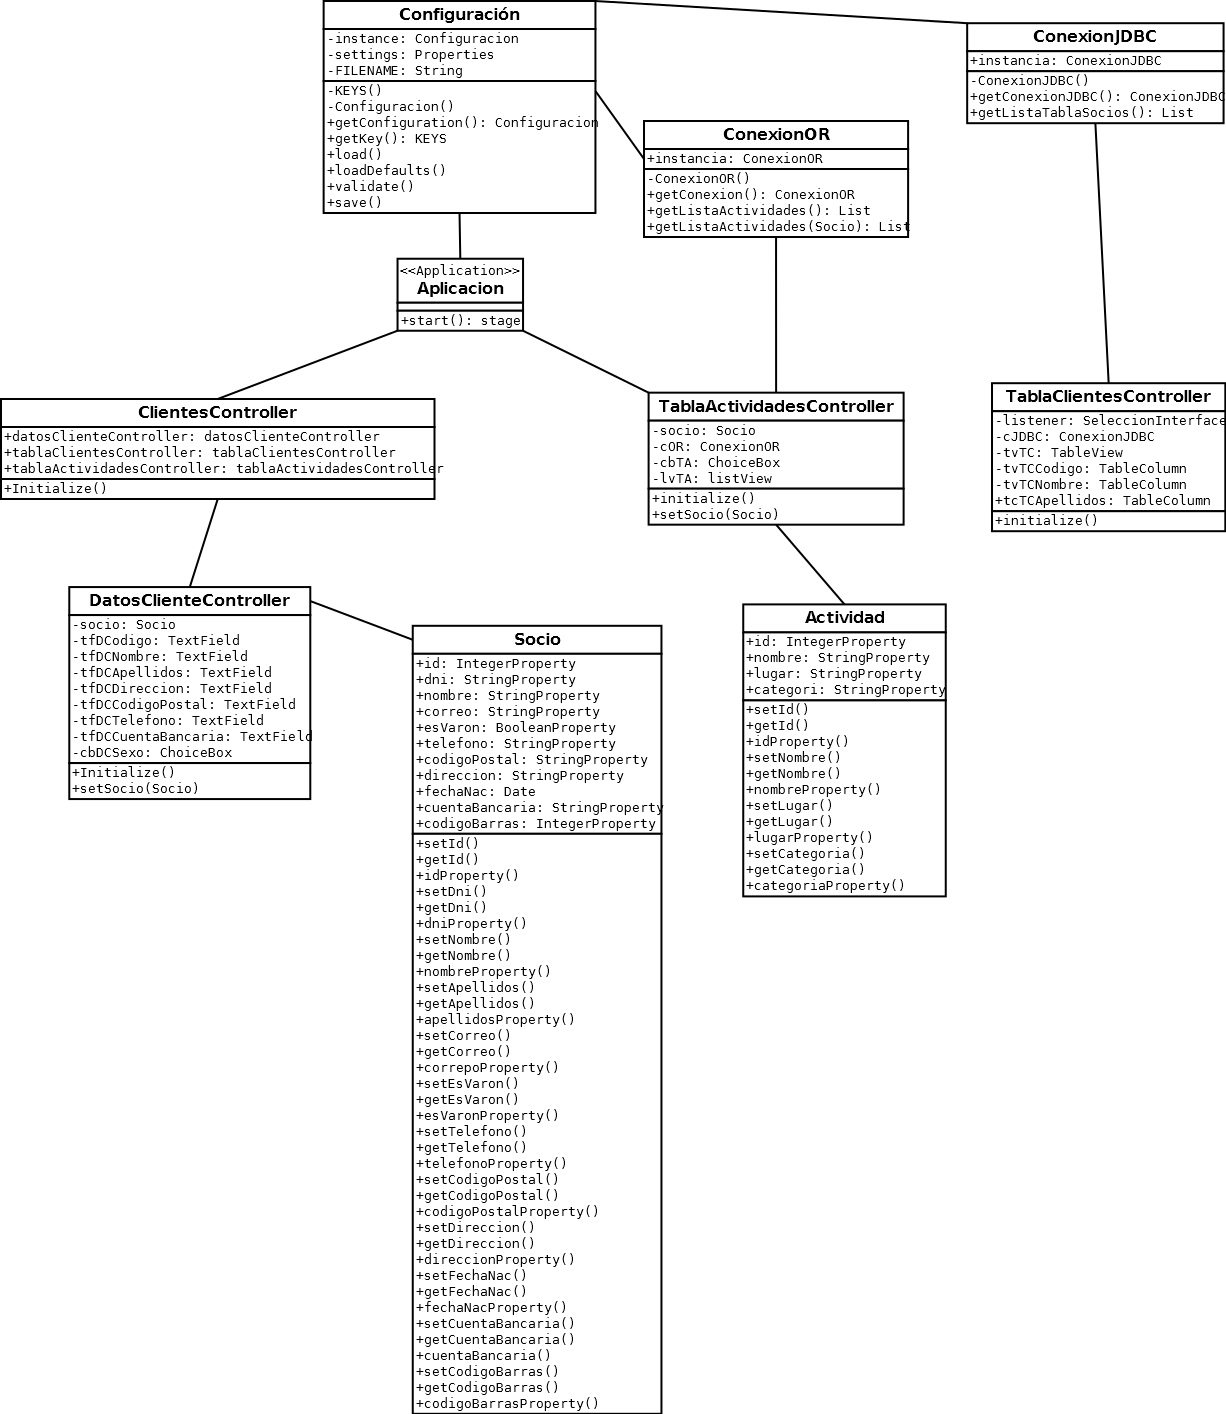 Configuración
-instance: Configuracion
-settings: Properties
-FILENAME: String
-KEYS()
-Configuracion()
+getConfiguration(): Configuracion
+getKey(): KEYS
+load()
+loadDefaults()
+validate()
+save()
ConexionJDBC
+instancia: ConexionJDBC
-ConexionJDBC()
+getConexionJDBC(): ConexionJDBC
+getListaTablaSocios(): List
ConexionOR
+instancia: ConexionOR
-ConexionOR()
+getConexion(): ConexionOR
+getListaActividades(): List
+getListaActividades(Socio): List
<<Application>>
Aplicacion
+start(): stage
ClientesController
+datosClienteController: datosClienteController
+tablaClientesController: tablaClientesController
+tablaActividadesController: tablaActividadesController
+Initialize()
TablaActividadesController
-socio: Socio
-cOR: ConexionOR
-cbTA: ChoiceBox
-lvTA: listView
+initialize()
+setSocio(Socio)
TablaClientesController
-listener: SeleccionInterface
-cJDBC: ConexionJDBC
-tvTC: TableView
-tvTCCodigo: TableColumn
-tvTCNombre: TableColumn
+tcTCApellidos: TableColumn
+initialize()
DatosClienteController
-socio: Socio
-tfDCodigo: TextField
-tfDCNombre: TextField
-tfDCApellidos: TextField
-tfDCDireccion: TextField
-tfDCCodigoPostal: TextField
-tfDCTelefono: TextField
-tfDCCuentaBancaria: TextField
-cbDCSexo: ChoiceBox
+Initialize()
+setSocio(Socio)
Socio
+id: IntegerProperty
+dni: StringProperty
+nombre: StringProperty
+correo: StringProperty
+esVaron: BooleanProperty
+telefono: StringProperty
+codigoPostal: StringProperty
+direccion: StringProperty
+fechaNac: Date
+cuentaBancaria: StringProperty
+codigoBarras: IntegerProperty
+setId()
+getId()
+idProperty()
+setDni()
+getDni()
+dniProperty()
+setNombre()
+getNombre()
+nombreProperty()
+setApellidos()
+getApellidos()
+apellidosProperty()
+setCorreo()
+getCorreo()
+correpoProperty()
+setEsVaron()
+getEsVaron()
+esVaronProperty()
+setTelefono()
+getTelefono()
+telefonoProperty()
+setCodigoPostal()
+getCodigoPostal()
+codigoPostalProperty()
+setDireccion()
+getDireccion()
+direccionProperty()
+setFechaNac()
+getFechaNac()
+fechaNacProperty()
+setCuentaBancaria()
+getCuentaBancaria()
+cuentaBancaria()
+setCodigoBarras()
+getCodigoBarras()
+codigoBarrasProperty()
Actividad
+id: IntegerProperty
+nombre: StringProperty
+lugar: StringProperty
+categori: StringProperty
+setId()
+getId()
+idProperty()
+setNombre()
+getNombre()
+nombreProperty()
+setLugar()
+getLugar()
+lugarProperty()
+setCategoria()
+getCategoria()
+categoriaProperty()